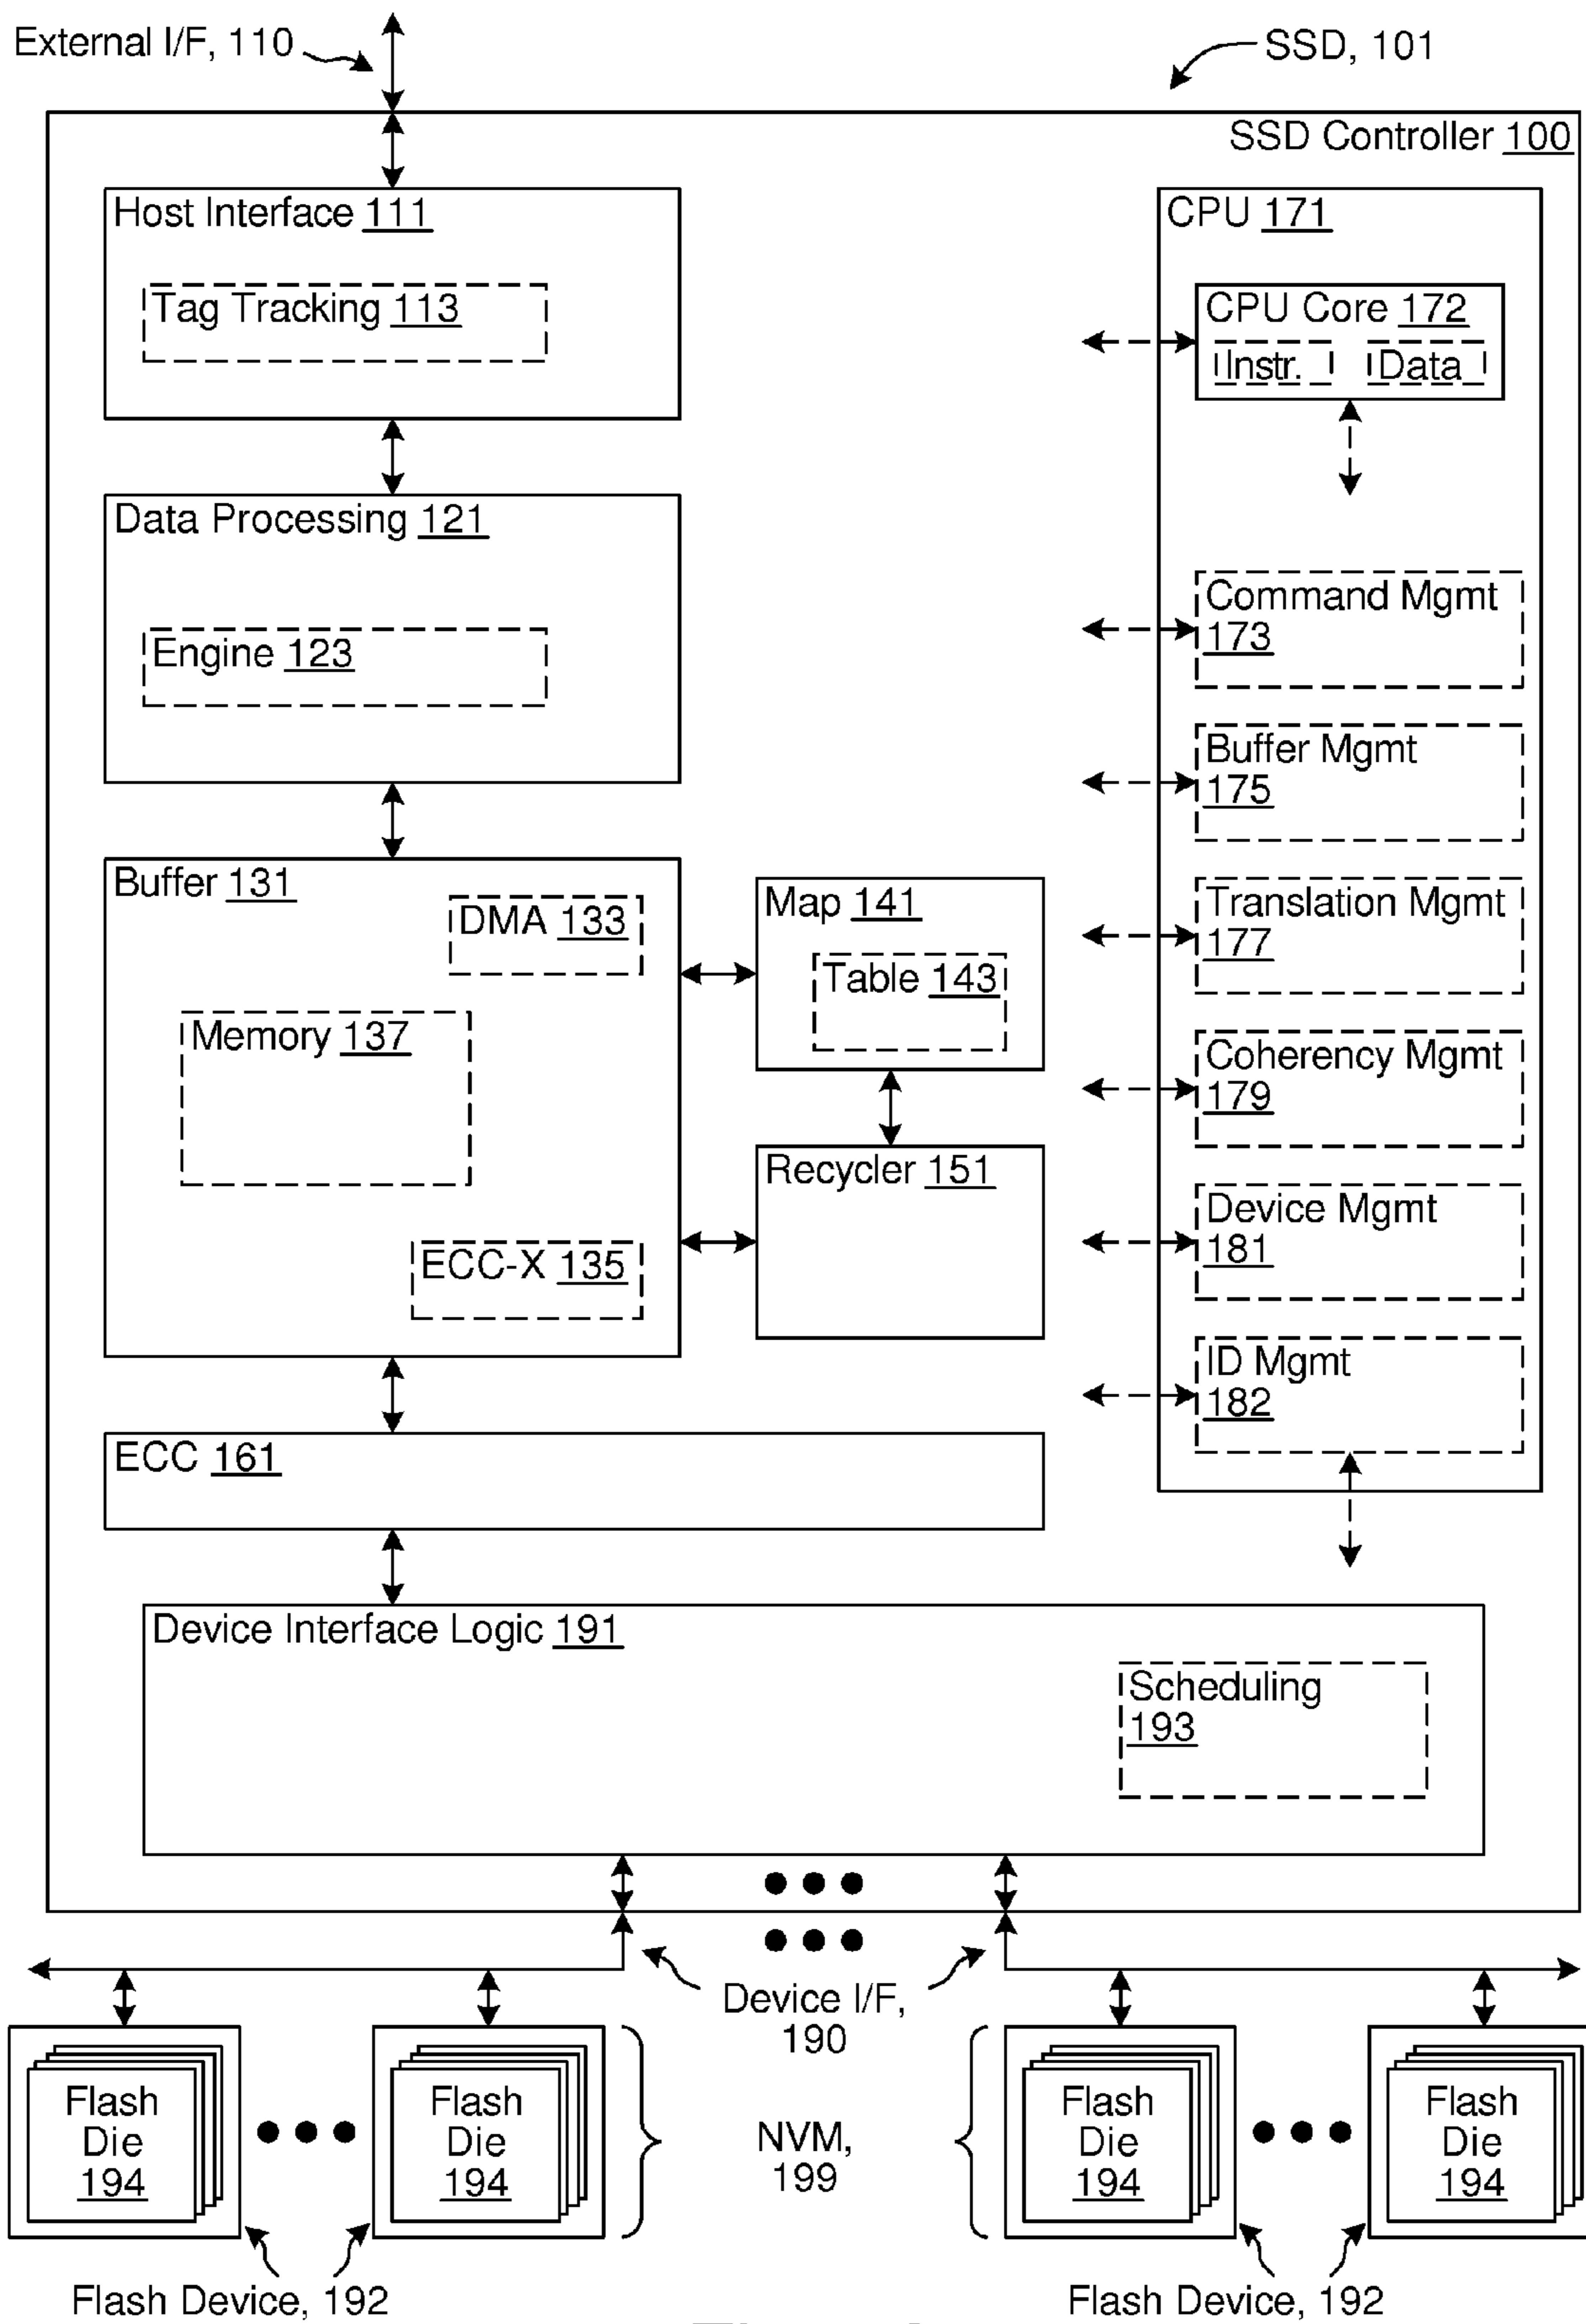 External I/F, 110
SSD, 101
SSD Controller 100
Host Interface 111
Tag Tracking 113
Data Processing 121
Engine 123
Buffer 131
DMA 133
Memory 137
ECC-X 135
Map 141
Table 143
Recycler 151
ECC 161
CPU 171
CPU Core 172
Instr. Data
Command Mgmt
173
Buffer Mgmt
175
Translation Mgmt
177
Coherency Mgmt
179
Device Mgmt
181
ID Mgmt
182
Device Interface Logic 191
Scheduling
193
Device I/F,
190
Flash
Die
194
Flash
Die
194
NVM,
199
Flash
Die
194
Flash
Die
194
Flash Device, 192
Flash Device, 192